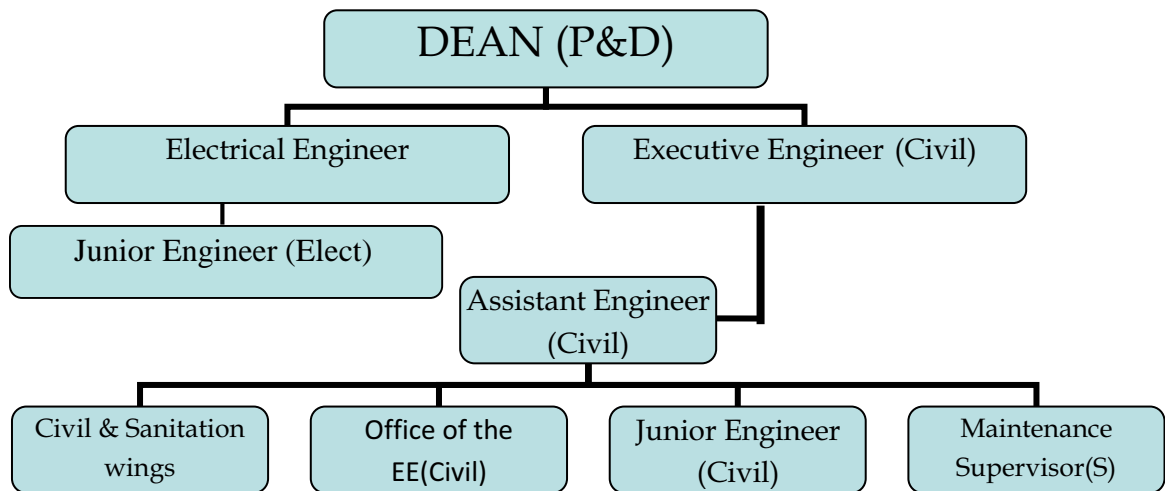 DEAN (P&D)
Electrical Engineer
Executive Engineer (Civil)
Junior Engineer (Elect)
Assistant Engineer
(Civil)
Civil & Sanitation
wings
Office of the
EE(Civil)
Junior Engineer
(Civil)
Maintenance
Supervisor(S)